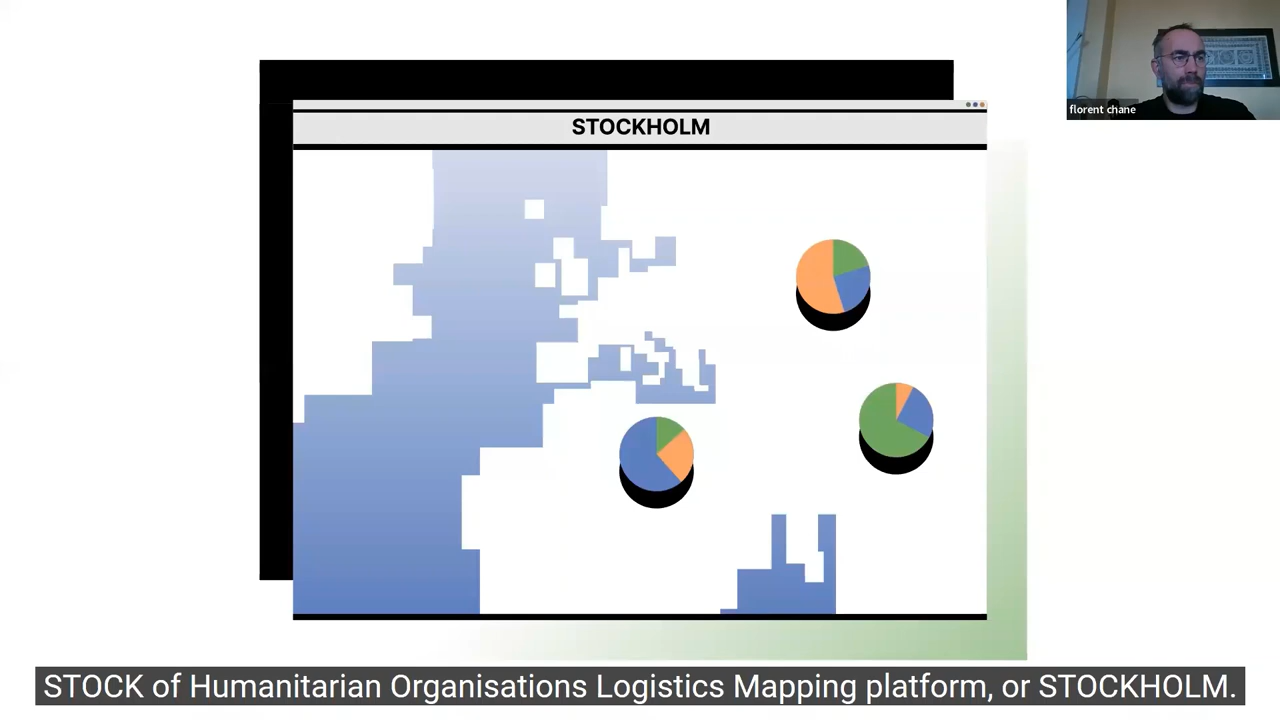 florent chane
STOCKHOLM
STOCK of Humanitarian Organisations Logistics Mapping platform, or STOCKHOLM.